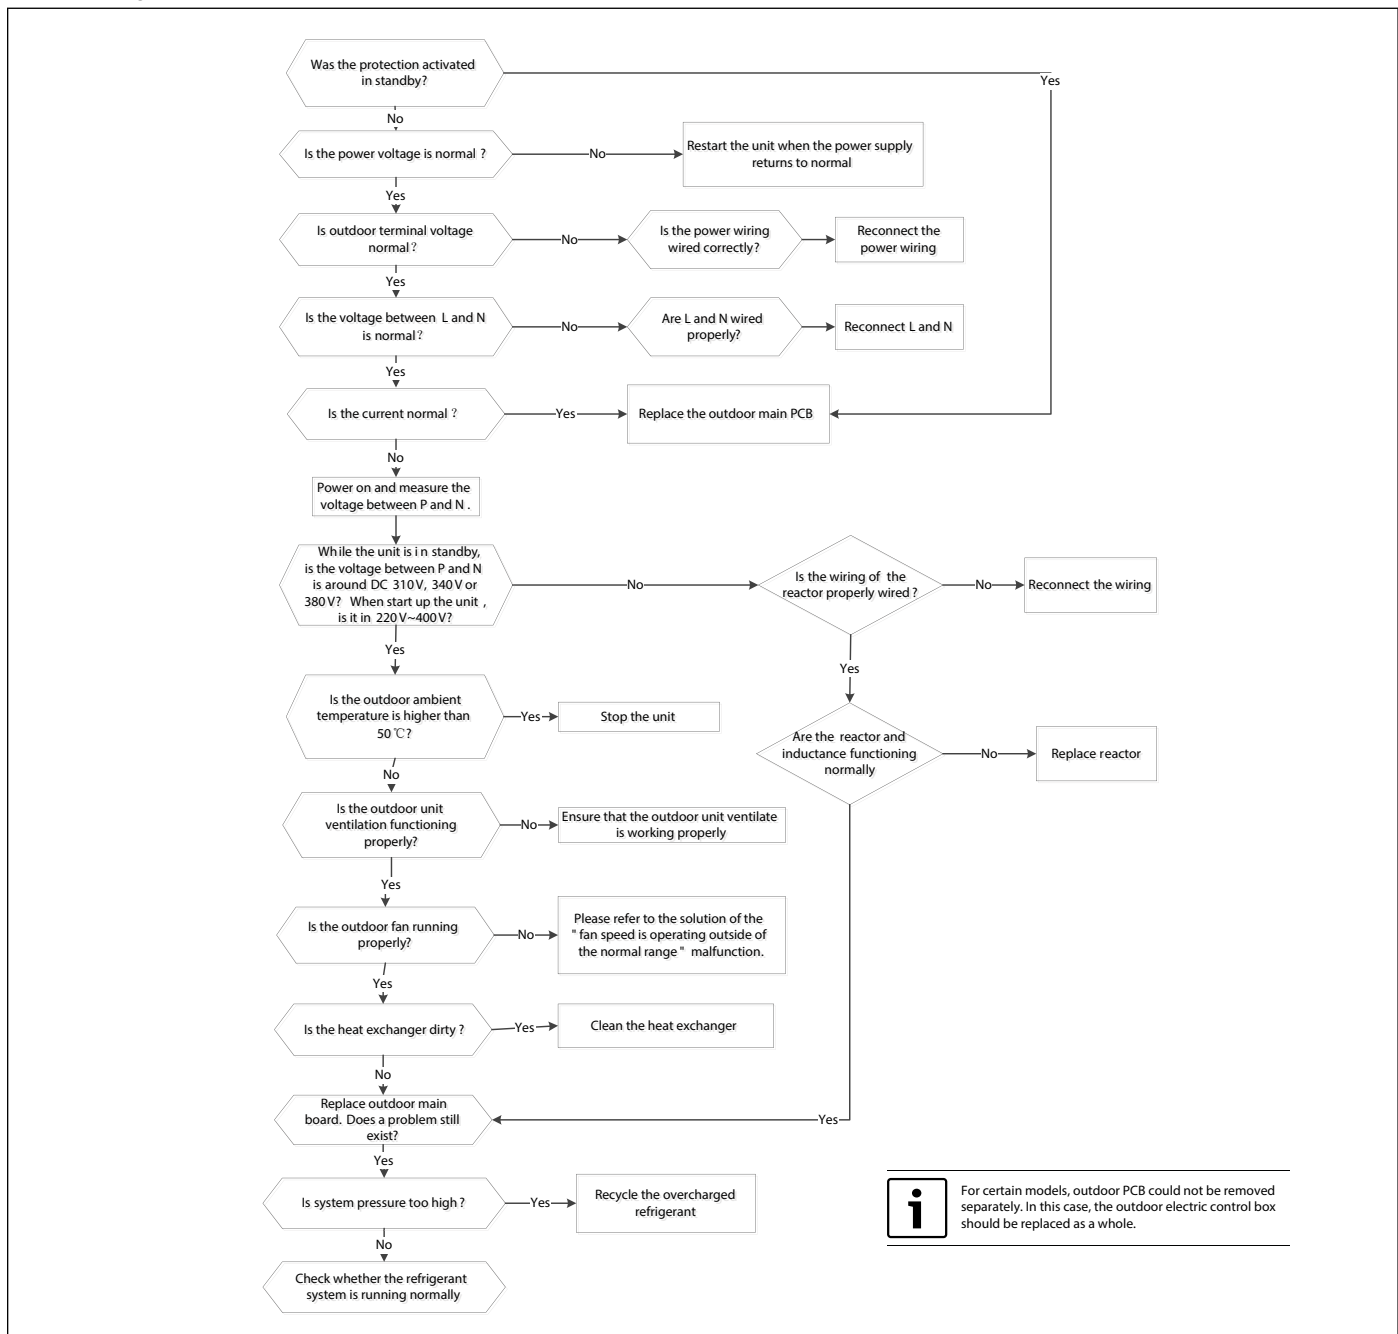 Was the protection activated
in standby?
Yes
No
Is the power voltage is normal ?
No
Restart the unit when the power supply
returns to normal
Yes
Is outdoor terminal voltage
normal?
No
Is the power wiring
wired correctly?
Reconnect the
power wiring
Yes
Is the voltage between L and N
is normal?
No
Are L and N wired
properly?
Reconnect L and N
Yes
Is the current normal ?
Yes
Replace the outdoor main PCB
No
Power on and measure the
voltage between P and N .
While the unit is in standby,
is the voltage between P and N
is around DC 310 V, 340 V or
380 V? When start up the unit ,
is it in 220 V~400 V?
No
Is the wiring of the
reactor properly wired ?
No
Reconnect the wiring
Yes
Yes
Is the outdoor ambient
temperature is higher than
50 ℃?
Yes
Stop the unit
Are the reactor and
inductance functioning
normally
No
Replace reactor
No
Is the outdoor unit
ventilation functioning
properly?
No
Ensure that the outdoor unit ventilate
is working properly
Yes
Is the outdoor fan running
properly?
No
Please refer to the solution of the
" fan speed is operating outside of
the normal range " malfunction.
Yes
Is the heat exchanger dirty ?
Yes
Clean the heat exchanger
No
Replace outdoor main
board. Does a problem still
exist?
Yes
Yes
Is system pressure too high ?
Yes
Recycle the overcharged
refrigerant
No
Check whether the refrigerant
system is running normally
i
For certain models, outdoor PCB could not be removed
separately. In this case, the outdoor electric control box
should be replaced as a whole.